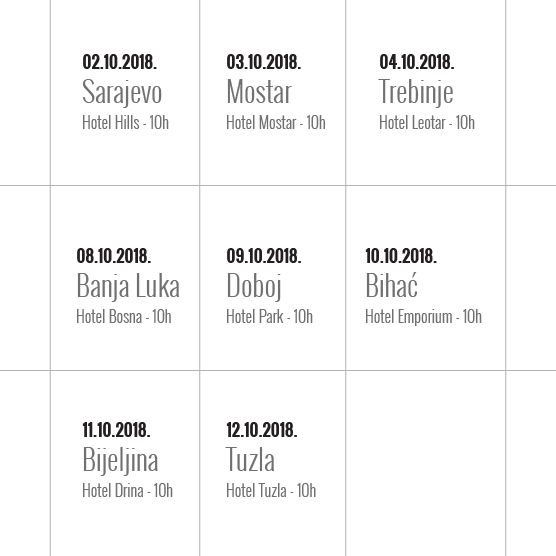 02.10.2018.
Sarajevo
Hotel Hills - 10h
03.10.2018.
Mostar
Hotel Mostar - 10h
04.10.2018.
Trebinje
Hotel Leotar - 10h
08.10.2018.
Banja Luka
Hotel Bosna - 10h
09.10.2018.
Doboj
Hotel Park - 10h
10.10.2018.
Bihać
Hotel Emporium - 10h
11.10.2018.
Bijeljina
Hotel Drina - 10h
12.10.2018.
Tuzla
Hotel Tuzla - 10h